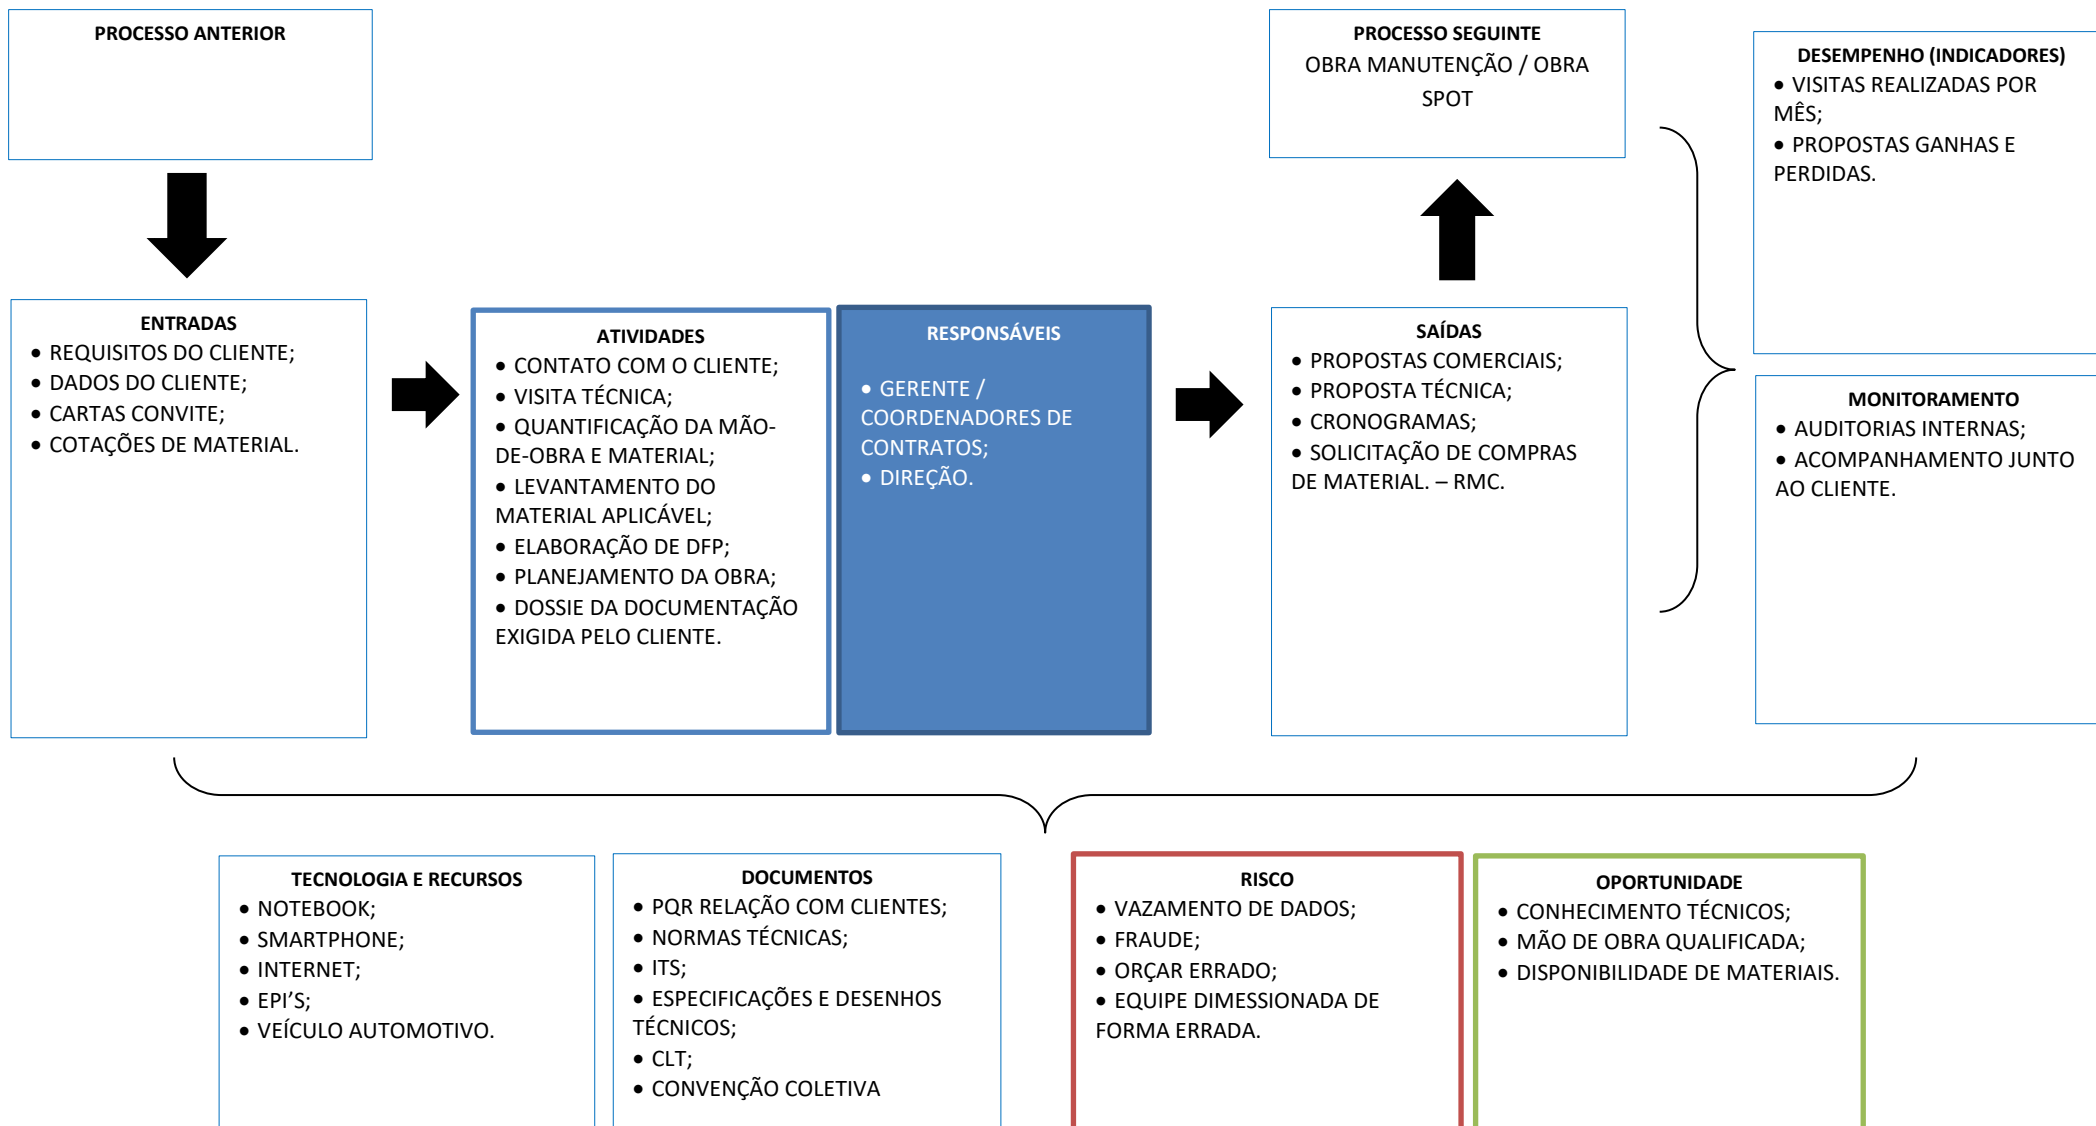 PROCESSO ANTERIOR
PROCESSO SEGUINTE
OBRA MANUTENÇÃO / OBRA
SPOT
DESEMPENHO (INDICADORES)
• VISITAS REALIZADAS POR
MÊS;
• PROPOSTAS GANHAS E
PERDIDAS.
ENTRADAS
• REQUISITOS DO CLIENTE;
• DADOS DO CLIENTE;
• CARTAS CONVITE;
• COTAÇÕES DE MATERIAL.
ATIVIDADES
• CONTATO COM O CLIENTE;
• VISITA TÉCNICA;
• QUANTIFICAÇÃO DA MÃO-
DE-OBRA E MATERIAL;
• LEVANTAMENTO DO
MATERIAL APLICÁVEL;
• ELABORAÇÃO DE DFP;
• PLANEJAMENTO DA OBRA;
• DOSSIE DA DOCUMENTAÇÃO
EXIGIDA PELO CLIENTE.
RESPONSÁVEIS
• GERENTE /
COORDENADORES DE
CONTRATOS;
• DIREÇÃO.
SAÍDAS
• PROPOSTAS COMERCIAIS;
• PROPOSTA TÉCNICA;
• CRONOGRAMAS;
• SOLICITAÇÃO DE COMPRAS
DE MATERIAL. – RMC.
MONITORAMENTO
• AUDITORIAS INTERNAS;
• ACOMPANHAMENTO JUNTO
AO CLIENTE.
TECNOLOGIA E RECURSOS
• NOTEBOOK;
• SMARTPHONE;
• INTERNET;
• EPI’S;
• VEÍCULO AUTOMOTIVO.
DOCUMENTOS
• PQR RELAÇÃO COM CLIENTES;
• NORMAS TÉCNICAS;
• ITS;
• ESPECIFICAÇÕES E DESENHOS
TÉCNICOS;
• CLT;
• CONVENÇÃO COLETIVA
RISCO
• VAZAMENTO DE DADOS;
• FRAUDE;
• ORÇAR ERRADO;
• EQUIPE DIMESSIONADA DE
FORMA ERRADA.
OPORTUNIDADE
• CONHECIMENTO TÉCNICOS;
• MÃO DE OBRA QUALIFICADA;
• DISPONIBILIDADE DE MATERIAIS.